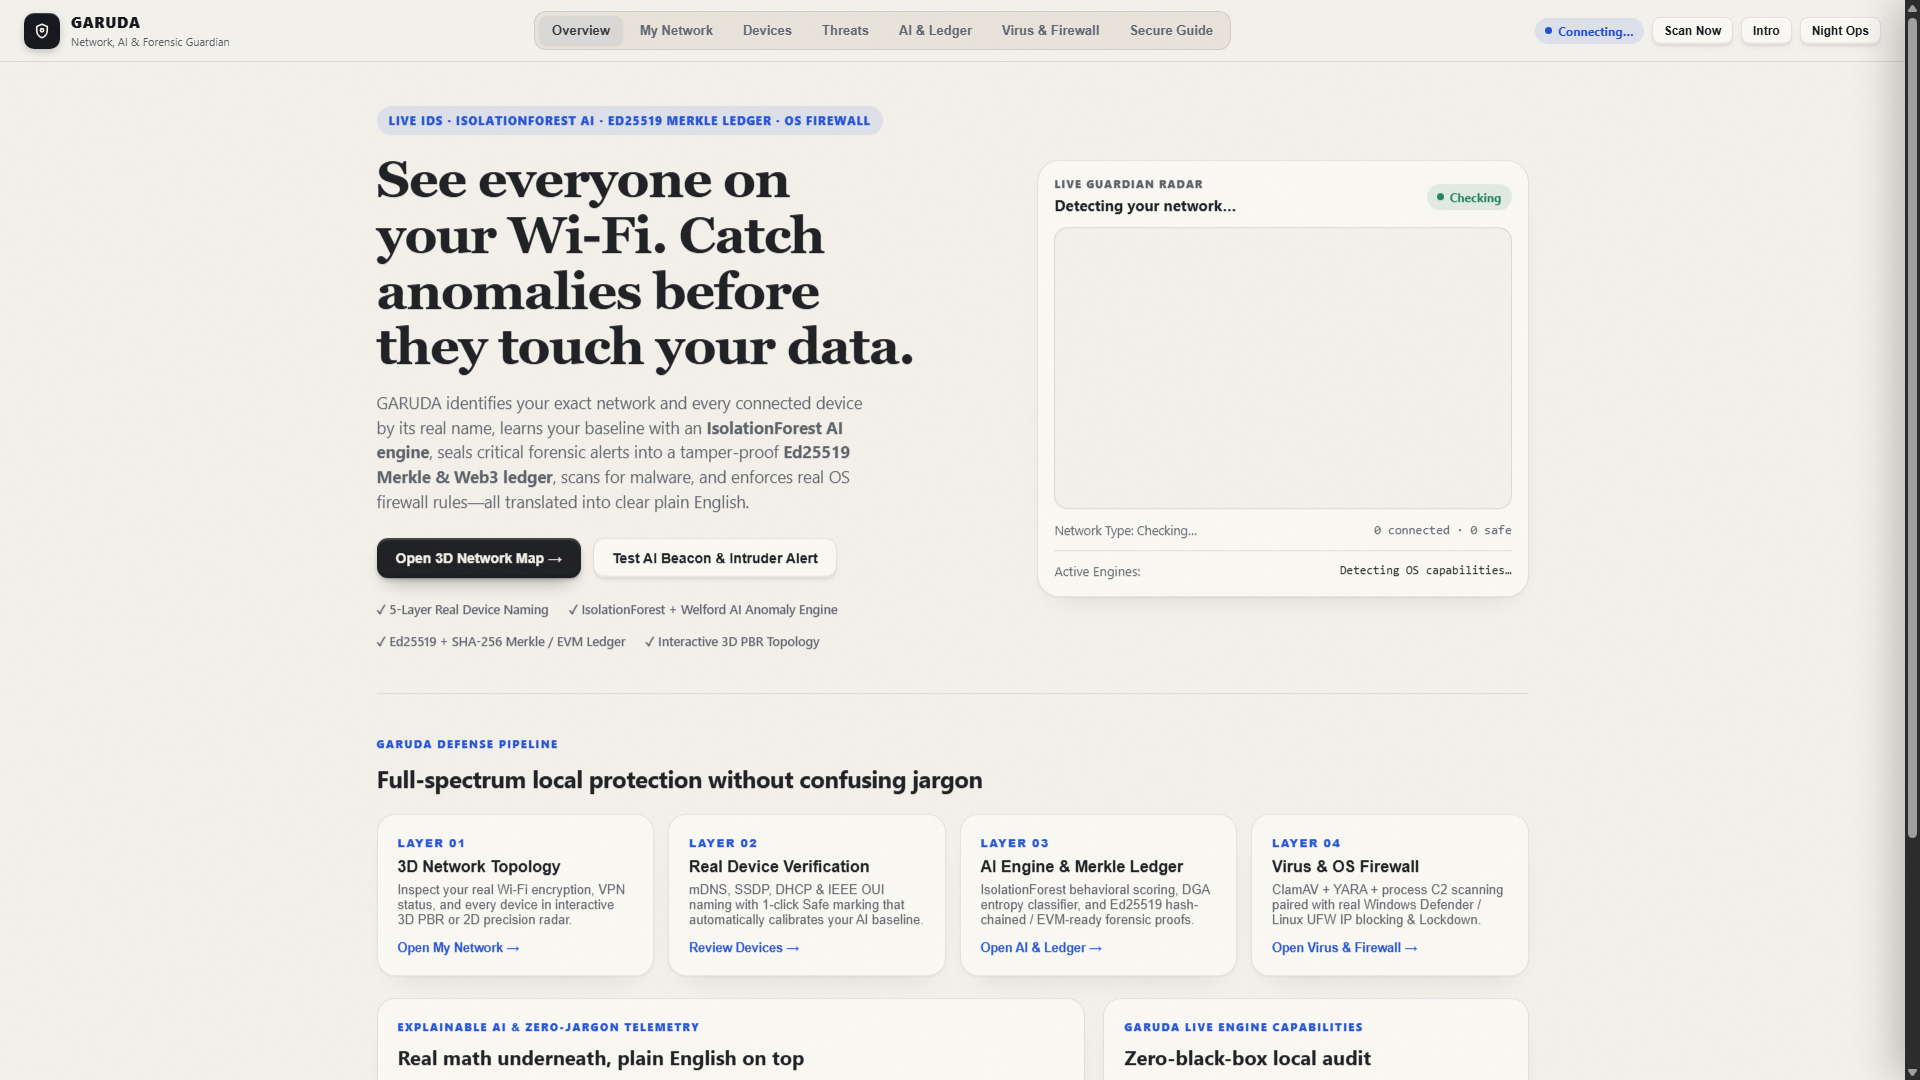 GARUDA
Network, AI & Forensic Guardian
Overview
My Network
Devices
Threats
AI & Ledger
Virus & Firewall
Secure Guide
Connecting…
Scan Now
Intro
Night Ops
LIVE IDS · ISOLATIONFOREST AI · ED25519 MERKLE LEDGER · OS FIREWALL
See everyone on
your Wi-Fi. Catch
anomalies before
they touch your data.
GARUDA identifies your exact network and every connected device
by its real name, learns your baseline with an IsolationForest AI
engine, seals critical forensic alerts into a tamper-proof Ed25519
Merkle & Web3 ledger, scans for malware, and enforces real OS
firewall rules—all translated into clear plain English.
Open 3D Network Map →
Test AI Beacon & Intruder Alert
✓ 5-Layer Real Device Naming
✓ IsolationForest + Welford AI Anomaly Engine
✓ Ed25519 + SHA-256 Merkle / EVM Ledger
✓ Interactive 3D PBR Topology
LIVE GUARDIAN RADAR
Detecting your network…
Checking
Network Type: Checking…
0 connected · 0 safe
Active Engines:
Detecting OS capabilities…
GARUDA DEFENSE PIPELINE
Full-spectrum local protection without confusing jargon
LAYER 01
3D Network Topology
Inspect your real Wi-Fi encryption, VPN
status, and every device in interactive
3D PBR or 2D precision radar.
Open My Network →
LAYER 02
Real Device Verification
mDNS, SSDP, DHCP & IEEE OUI
naming with 1-click Safe marking that
automatically calibrates your AI baseline.
Review Devices →
LAYER 03
AI Engine & Merkle Ledger
IsolationForest behavioral scoring, DGA
entropy classifier, and Ed25519 hash-
chained / EVM-ready forensic proofs.
Open AI & Ledger →
LAYER 04
Virus & OS Firewall
ClamAV + YARA + process C2 scanning
paired with real Windows Defender /
Linux UFW IP blocking & Lockdown.
Open Virus & Firewall →
EXPLAINABLE AI & ZERO-JARGON TELEMETRY
Real math underneath, plain English on top
GARUDA LIVE ENGINE CAPABILITIES
Zero-black-box local audit